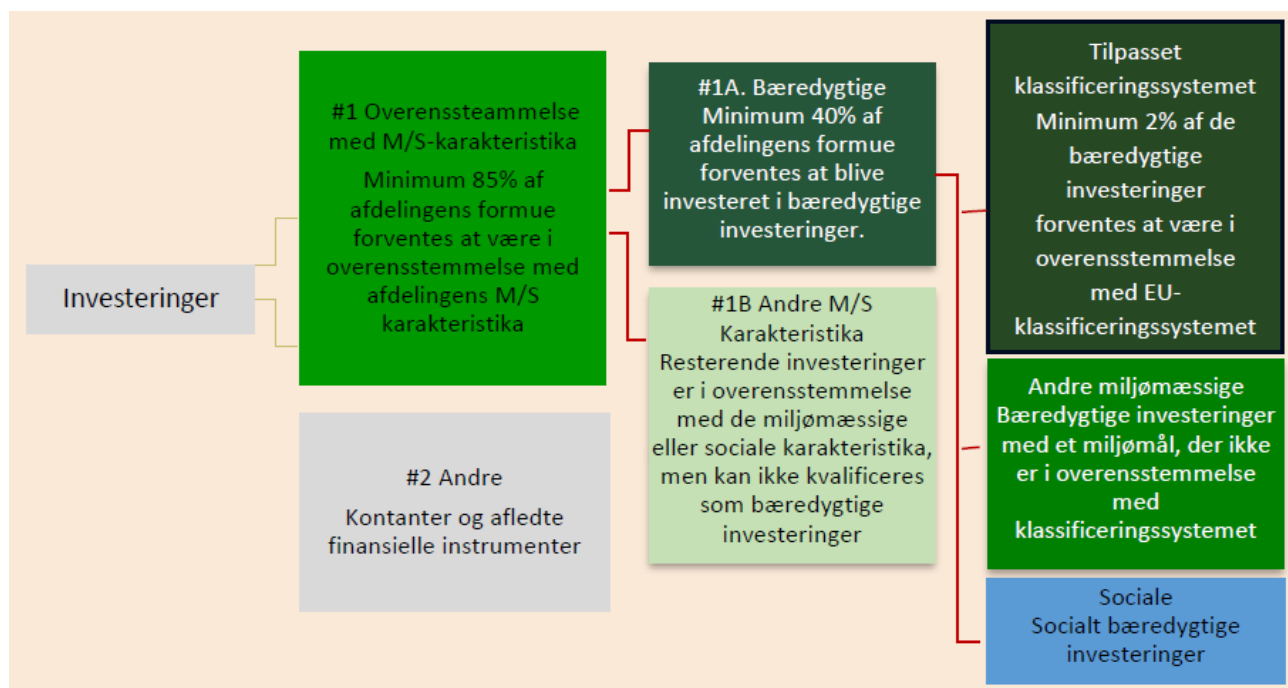 Investeringer
#1 Overenssteammelse
med M/S-karakteristika
Minimum 85% af
afdelingens formue
forventes at være i
overensstemmelse med
afdelingens M/S
karakteristika
#2 Andre
Kontanter og afledte
finansielle instrumenter
#1A. Bæredygtige
Minimum 40% af
afdelingens formue
forventes at blive
investeret i bæredygtige
investeringer.
#1B Andre M/S
Karakteristika
Resterende investeringer
er i overensstemmelse
med de miljømæssige
eller sociale karakteristika,
men kan ikke kvalificeres
som bæredygtige
investeringer
Tilpasset
klassificeringssystemet
Minimum 2% af de
bæredygtige
investeringer
forventes at være i
overensstemmelse
med EU-
klassificeringssystemet
Andre miljømæssige
Bæredygtige investeringer
med et miljømål, der ikke
er i overensstemmelse
med
klassificeringssystemet
Sociale
Socialt bæredygtige
investeringer